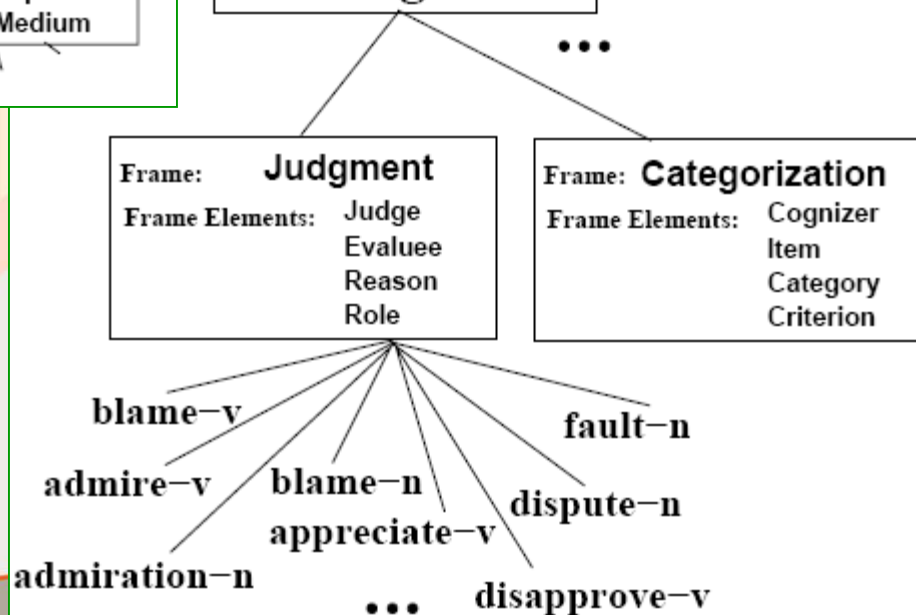 Medium
...
Frame: Judgment
Frame Elements: Judge
Evaluee
Reason
Role
Frame: Categorization
Frame Elements: Cognizer
Item
Category
Criterion
blame–v
fault–n
admire–v
blame–n
dispute–n
appreciate–v
admiration–n
disapprove–v
...